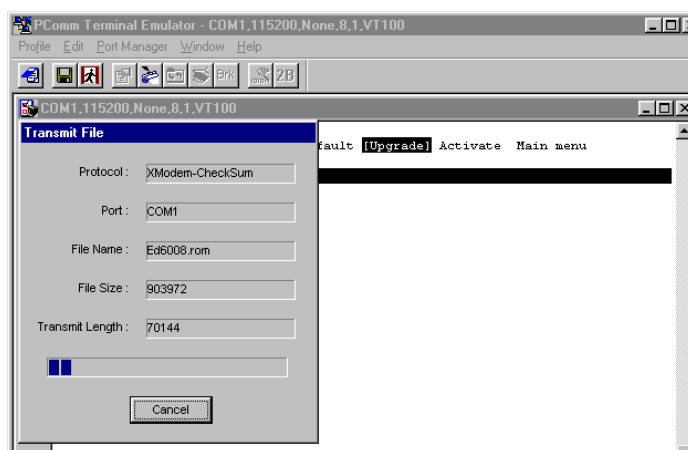 PComm Terminal Emulator - COM1,115200,None,8,1,VT100
Profile Edit Port Manager Window Help
Brk 2B
COM1,115200,None,8,1,VT100
Transmit File
fault [Upgrade] Activate Main menu
Protocol : XModem-CheckSum
Port : COM1
File Name : Ed6008.rom
File Size : 903972
Transmit Length : 70144
Cancel